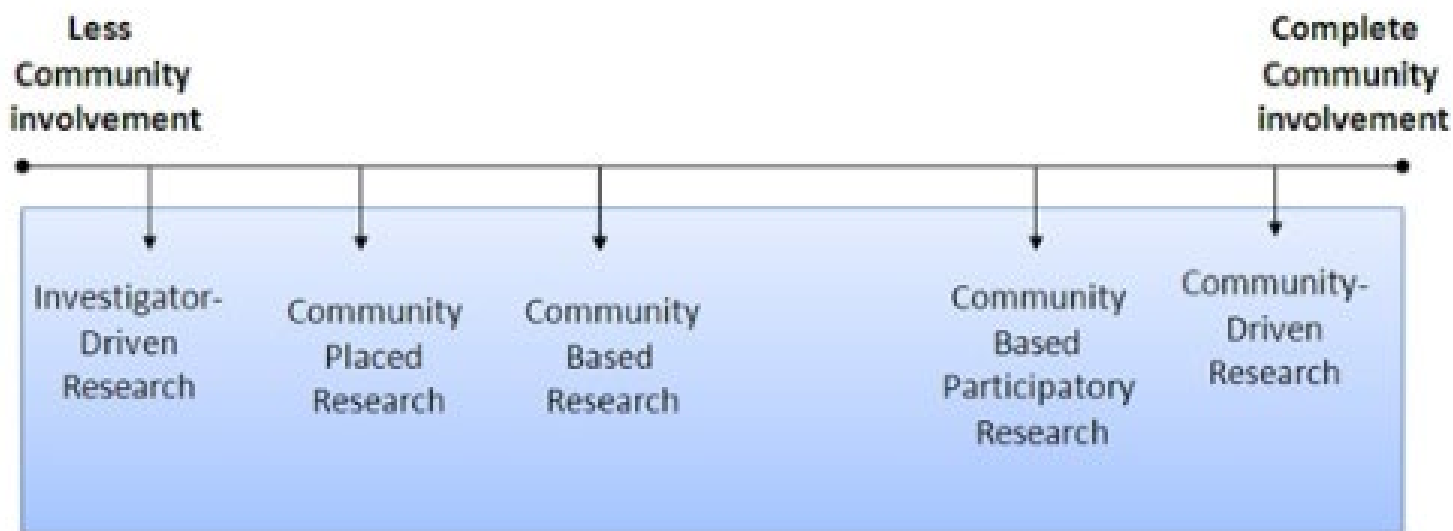 Less
Community
involvement
Complete
Community
involvement
Investigator-
Driven
Research
Community
Placed
Research
Community
Based
Research
Community
Based
Participatory
Research
Community-
Driven
Research